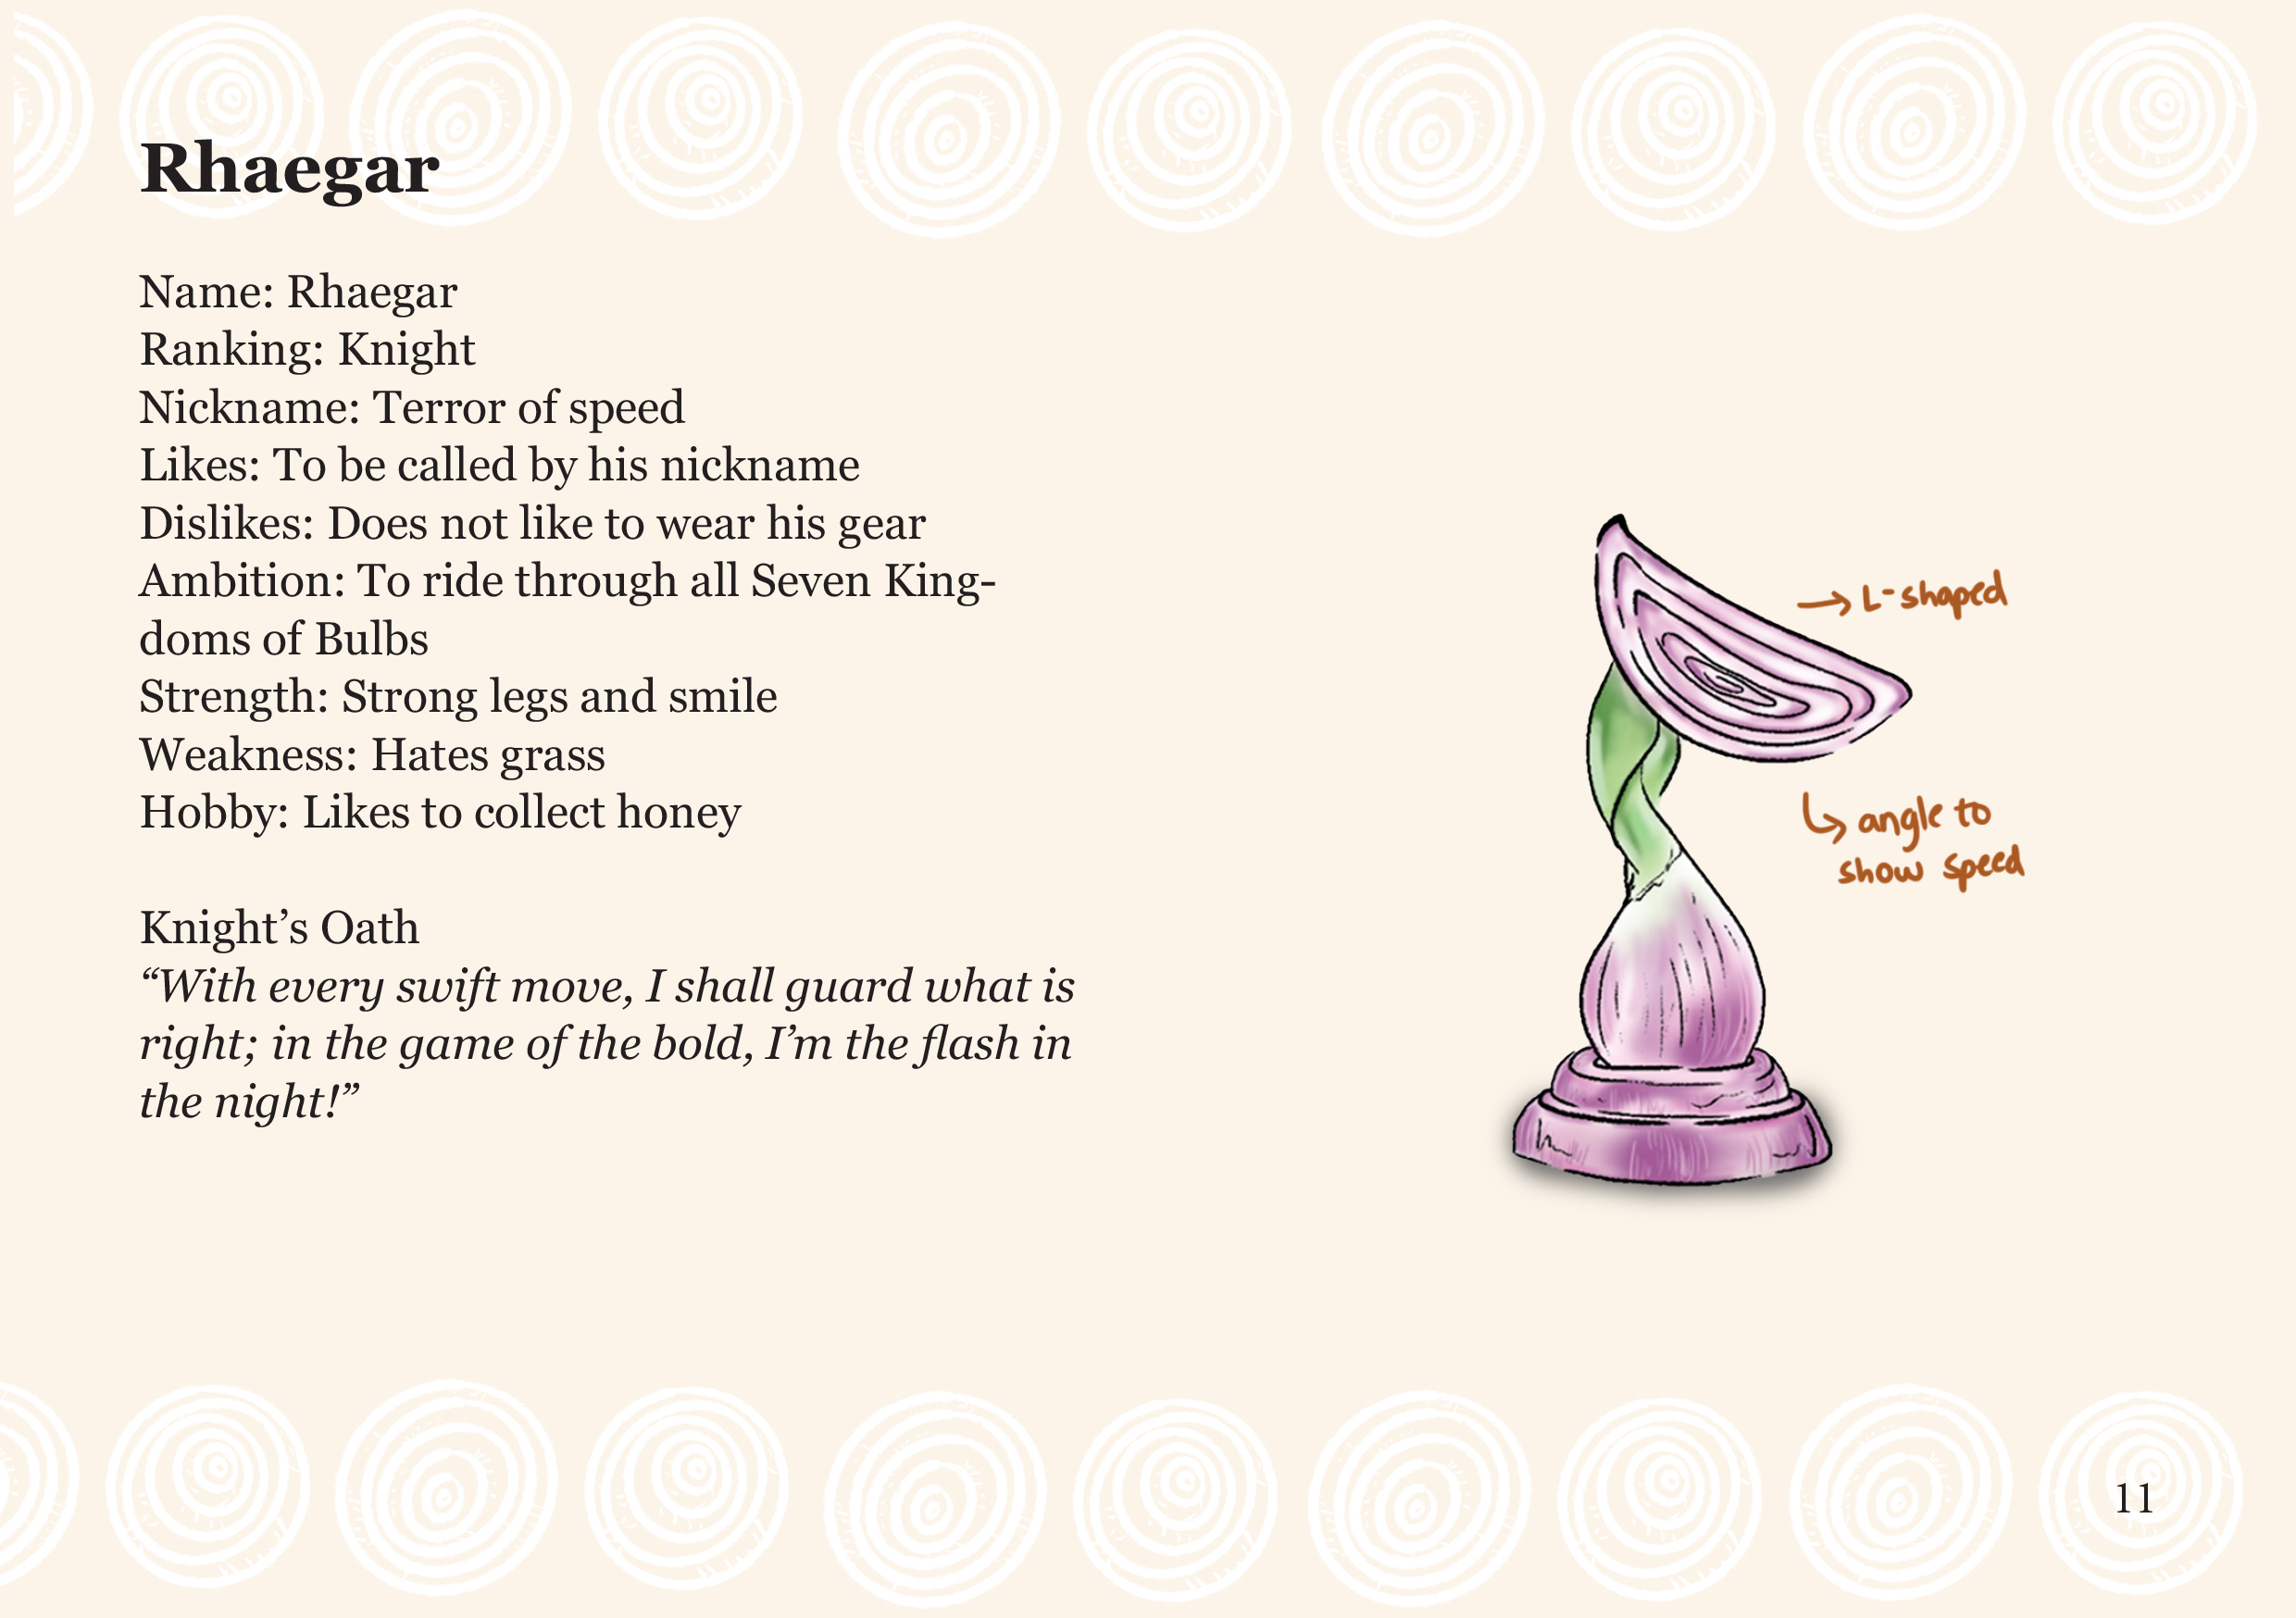 Rhaegar
Name: Rhaegar
Ranking: Knight
Nickname: Terror of speed
Likes: To be called by his nickname
Dislikes: Does not like to wear his gear
Ambition: To ride through all Seven King-
doms of Bulbs
Strength: Strong legs and smile
Weakness: Hates grass
Hobby: Likes to collect honey
Knight’s Oath
“With every swift move, I shall guard what is
right; in the game of the bold, I’m the flash in
the night!”
→ L-shaped
↳ angle to
show speed
11